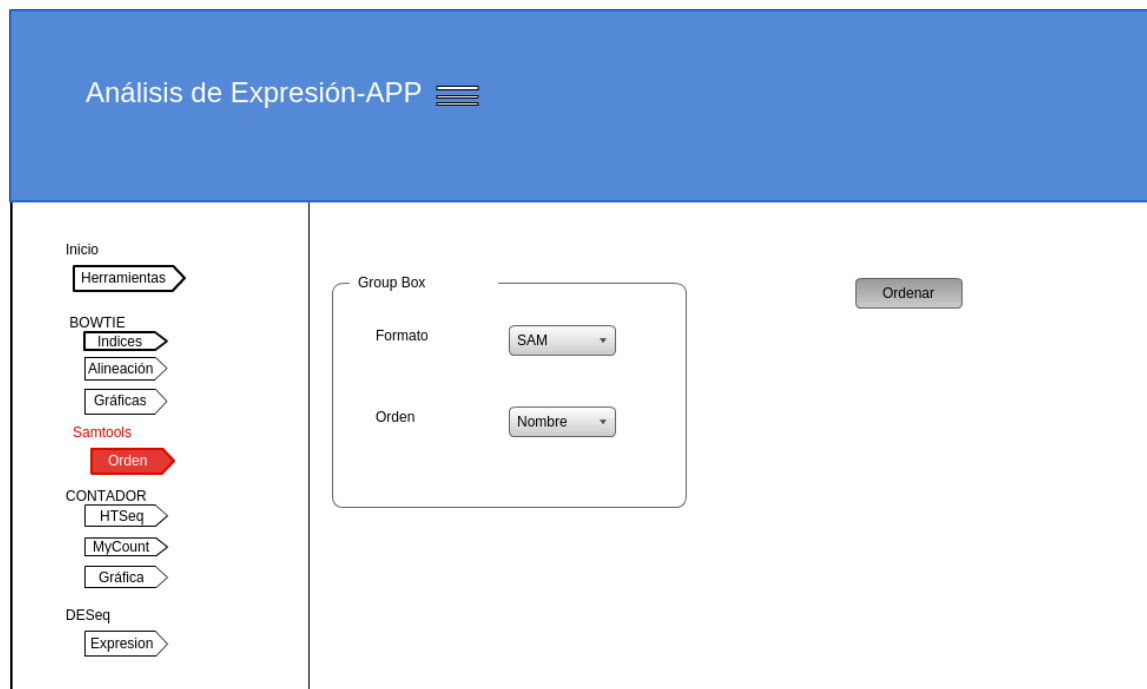 Análisis de Expresión-APP
Inicio
Herramientas
BOWTIE
Indices
Alineación
Gráficas
Samtools
Orden
CONTADOR
HTSeq
MyCount
Gráfica
DESeq
Expresion
Group Box
Formato SAM
Orden Nombre
Ordenar